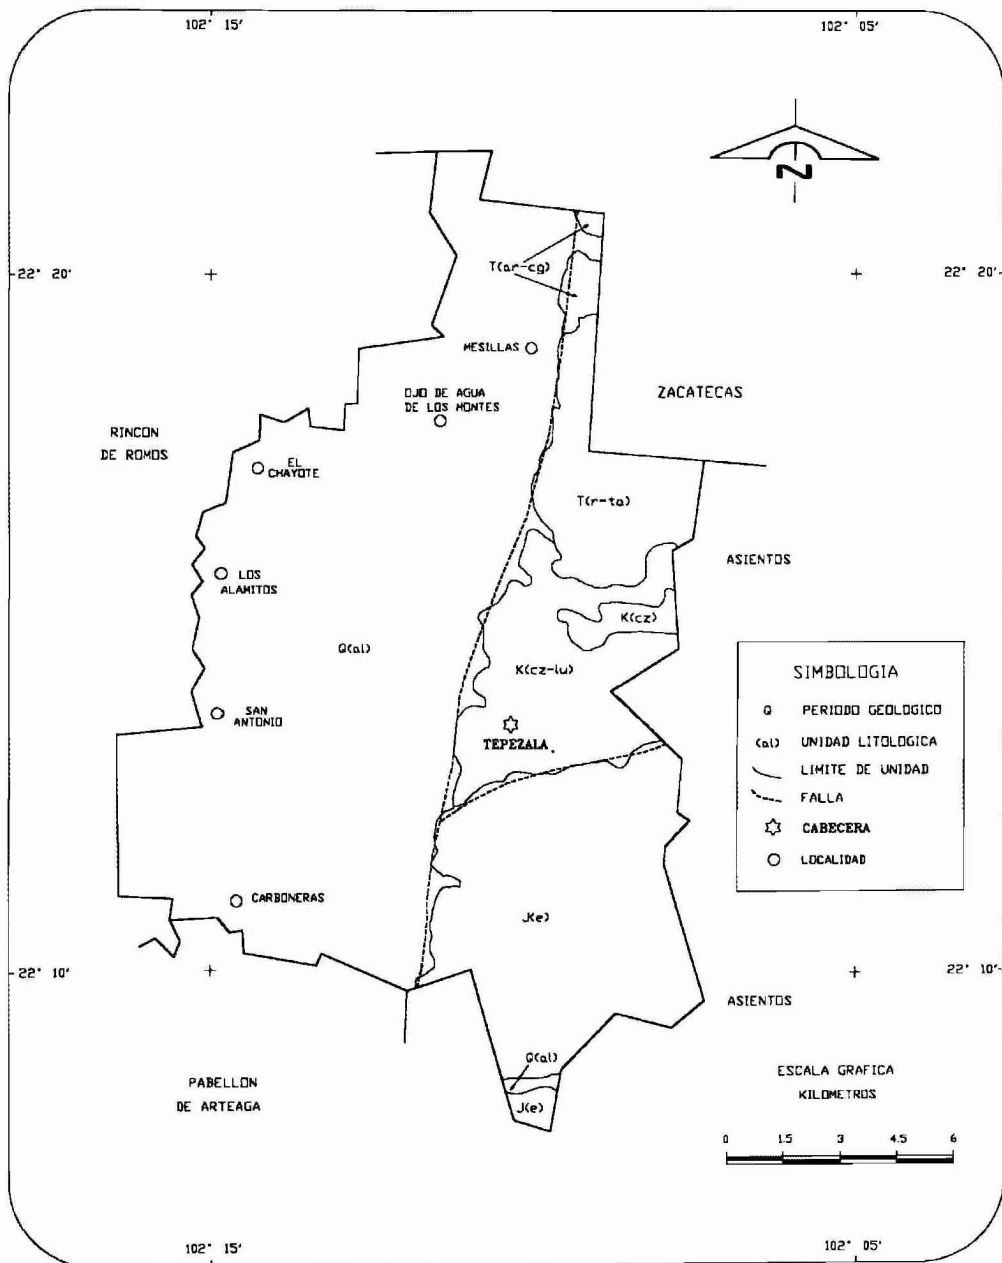 102° 15'
102° 05'
N
22° 20'
22° 20'
T(ar-cg)
MESILLAS
OJO DE AGUA
DE LOS MONTES
ZACATECAS
RINCON
DE ROMOS
EL
CHAYOTE
T(r-ta)
ASIENTOS
LOS
ALAMITOS
K(cz)
Q(al)
K(cz-lu)
SAN
ANTONIO
TEPEZALA
SIMBOLOGIA
Q PERIODO GEOLOGICO
(al) UNIDAD LITOLOGICA
LIMITE DE UNIDAD
FALLA
CABECERA
LOCALIDAD
CARBONERAS
J(e)
22° 10'
22° 10'
ASIENTOS
Q(al)
PABELLON
DE ARTEAGA
J(e)
ESCALA GRAFICA
KILOMETROS
0 1.5 3 4.5 6
102° 15'
102° 05'